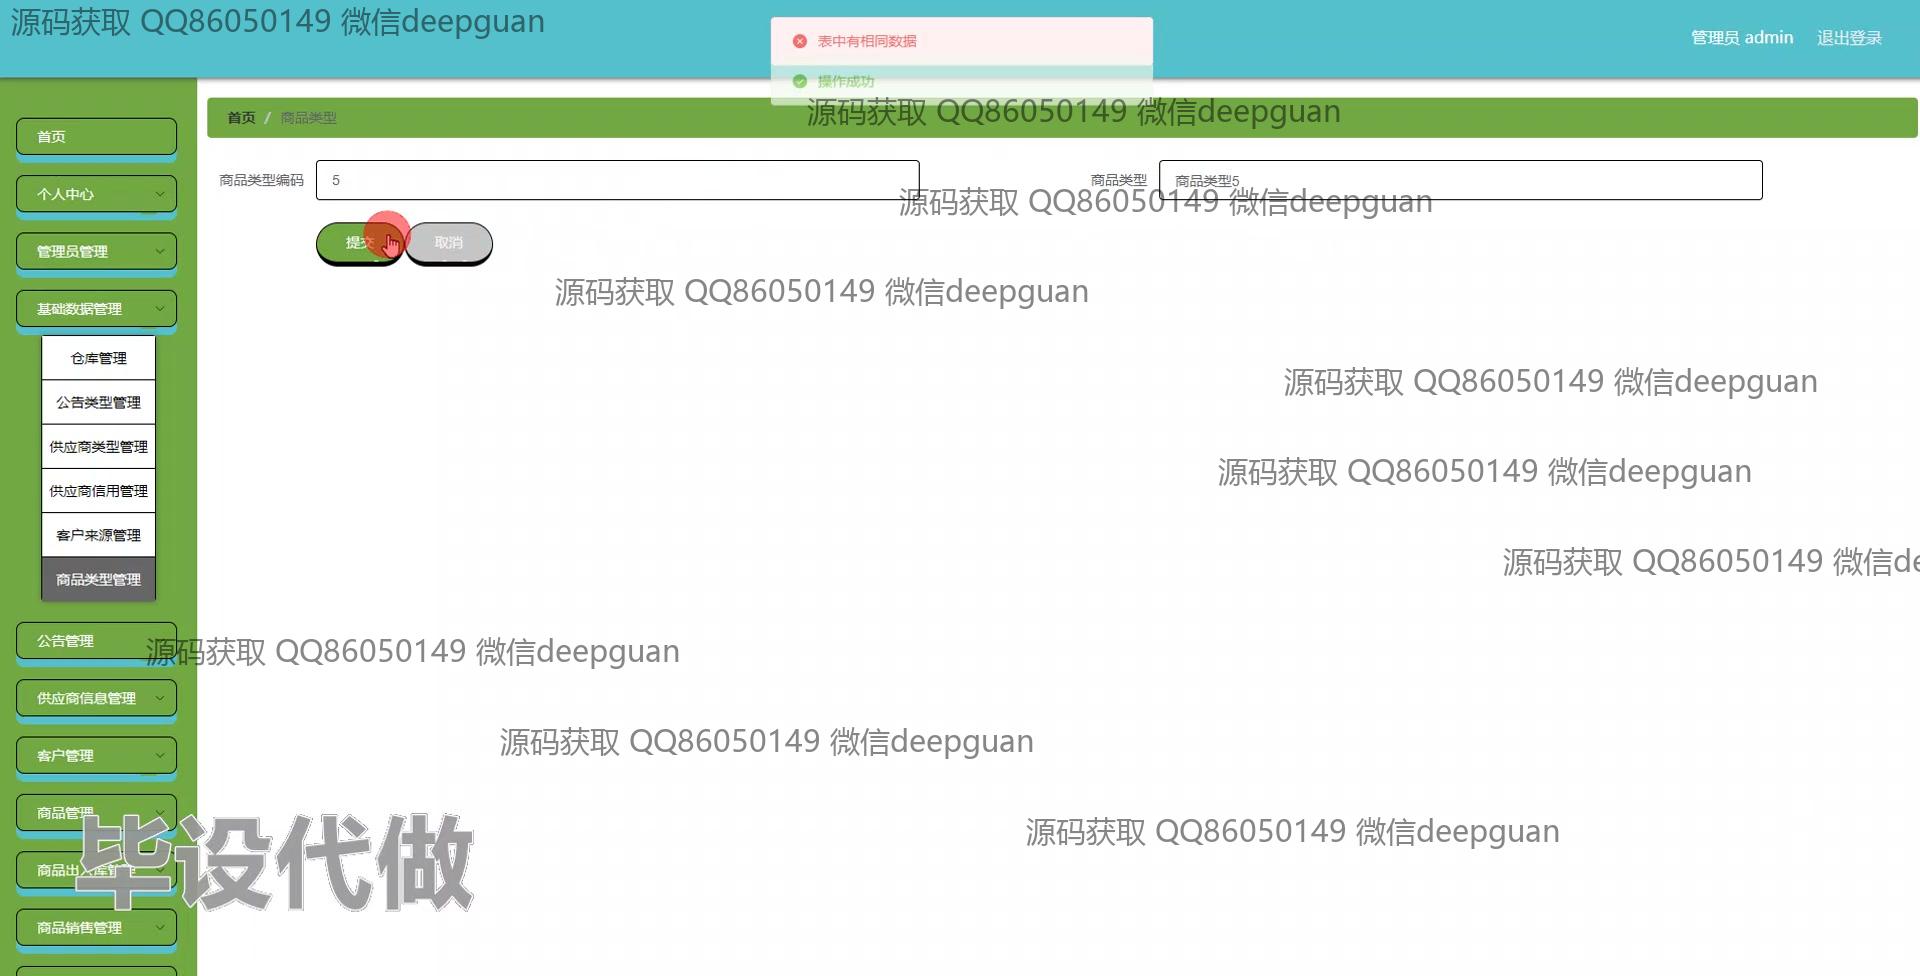 源码获取 QQ86050149 微信deepguan
表中有相同数据
操作成功
管理员 admin
退出登录
源码获取 QQ86050149 微信deepguan
首页 / 商品类型
首页
个人中心
管理员管理
基础数据管理
仓库管理
公告类型管理
供应商类型管理
供应商信用管理
客户来源管理
商品类型管理
公告管理
供应商信息管理
客户管理
商品管理
商品出入库管理
商品销售管理
商品类型编码
5
商品类型
商品类型5
源码获取 QQ86050149 微信deepguan
提交
取消
源码获取 QQ86050149 微信deepguan
源码获取 QQ86050149 微信deepguan
源码获取 QQ86050149 微信deepguan
源码获取 QQ86050149 微信de
源码获取 QQ86050149 微信deepguan
源码获取 QQ86050149 微信deepguan
源码获取 QQ86050149 微信deepguan
毕设代做